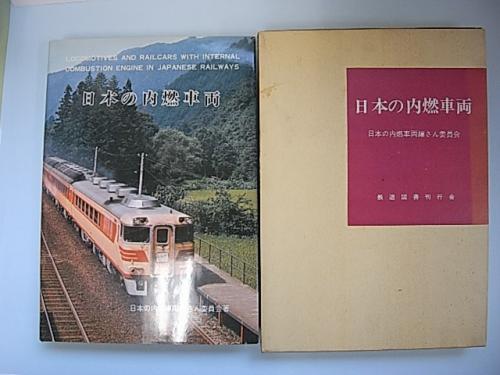 LOCOMOTIVES AND RAILCARS WITH INTERNAL
COMBUSTION ENGINE IN JAPANESE RAILWAYS
日本の内燃車両
日本の内燃車両編さん委員会著
日本の内燃車両
日本の内燃車両編さん委員会
鉄道図書刊行会